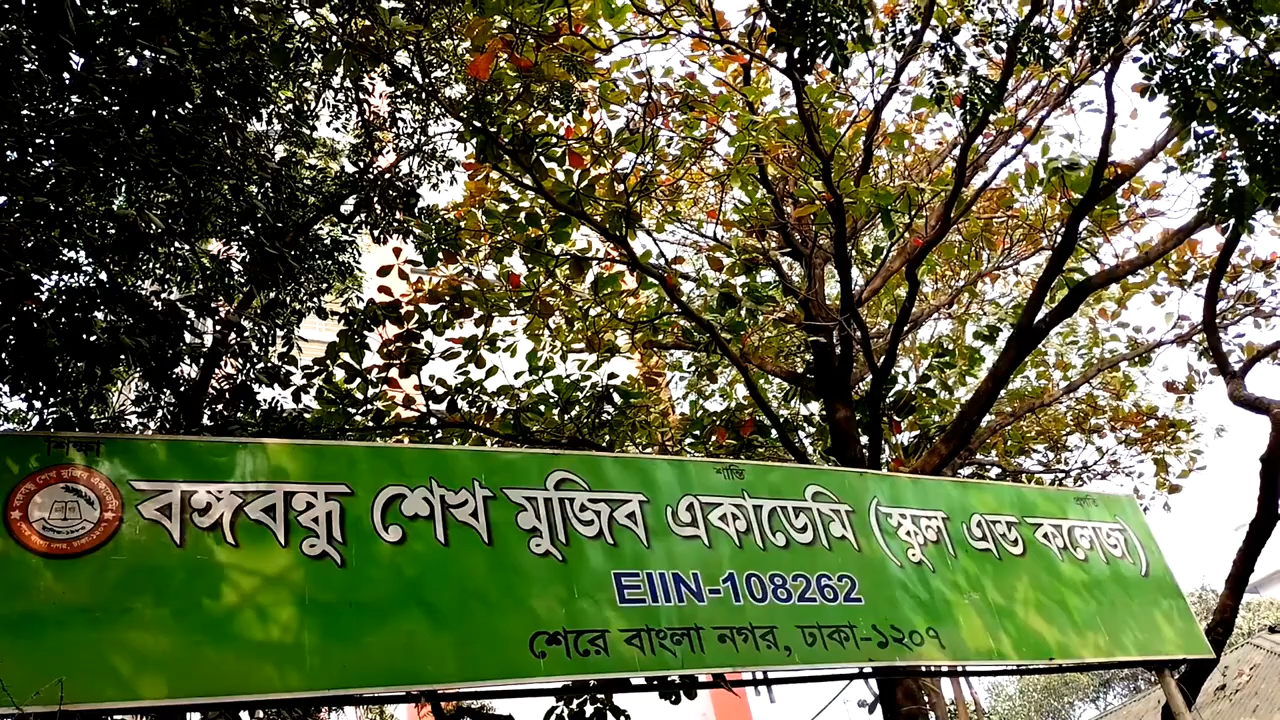 শিক্ষা শান্তি প্রগতি
বঙ্গবন্ধু শেখ মুজিব একাডেমি (স্কুল এন্ড কলেজ)
EIIN-108262
শেরে বাংলা নগর, ঢাকা-১২০৭